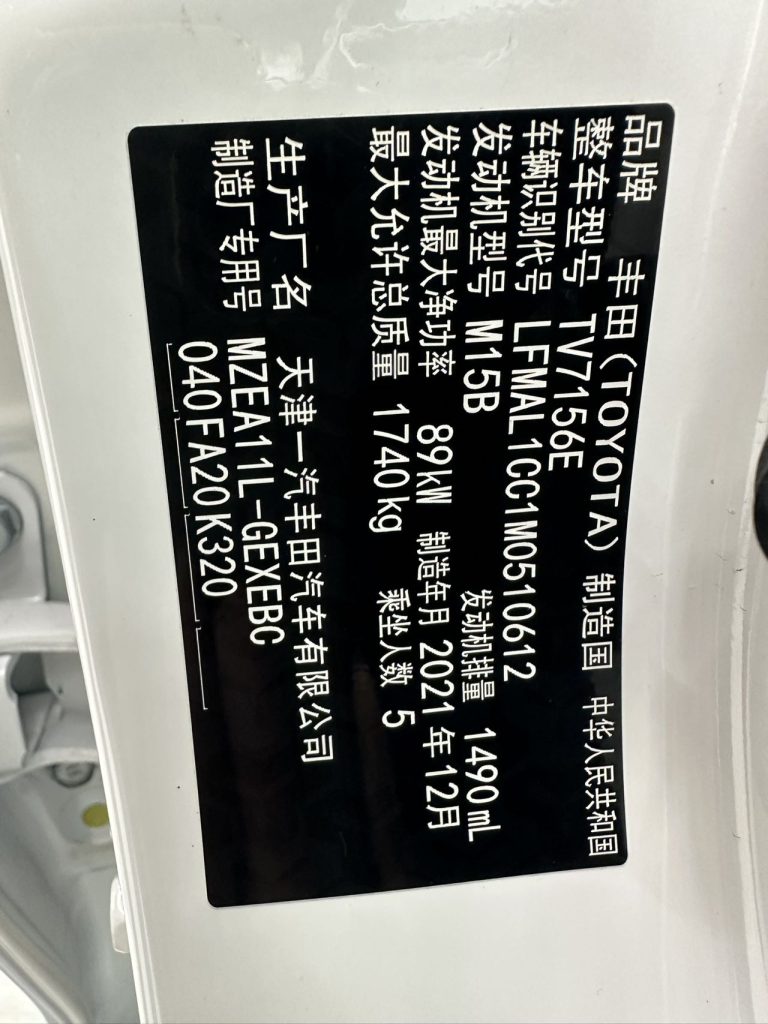 品牌 丰田(TOYOTA) 制造国 中华人民共和国
整车型号 TV7156E
车辆识别代号 LFMAL1CC1M0510612
发动机型号 M15B 发动机排量 1490mL
发动机最大净功率 89kW 制造年月 2021年12月
最大允许总质量 1740kg 乘坐人数 5
生产厂名 天津一汽丰田汽车有限公司
制造厂专用号 MZEA11L-GEXEBC
040FA20K320